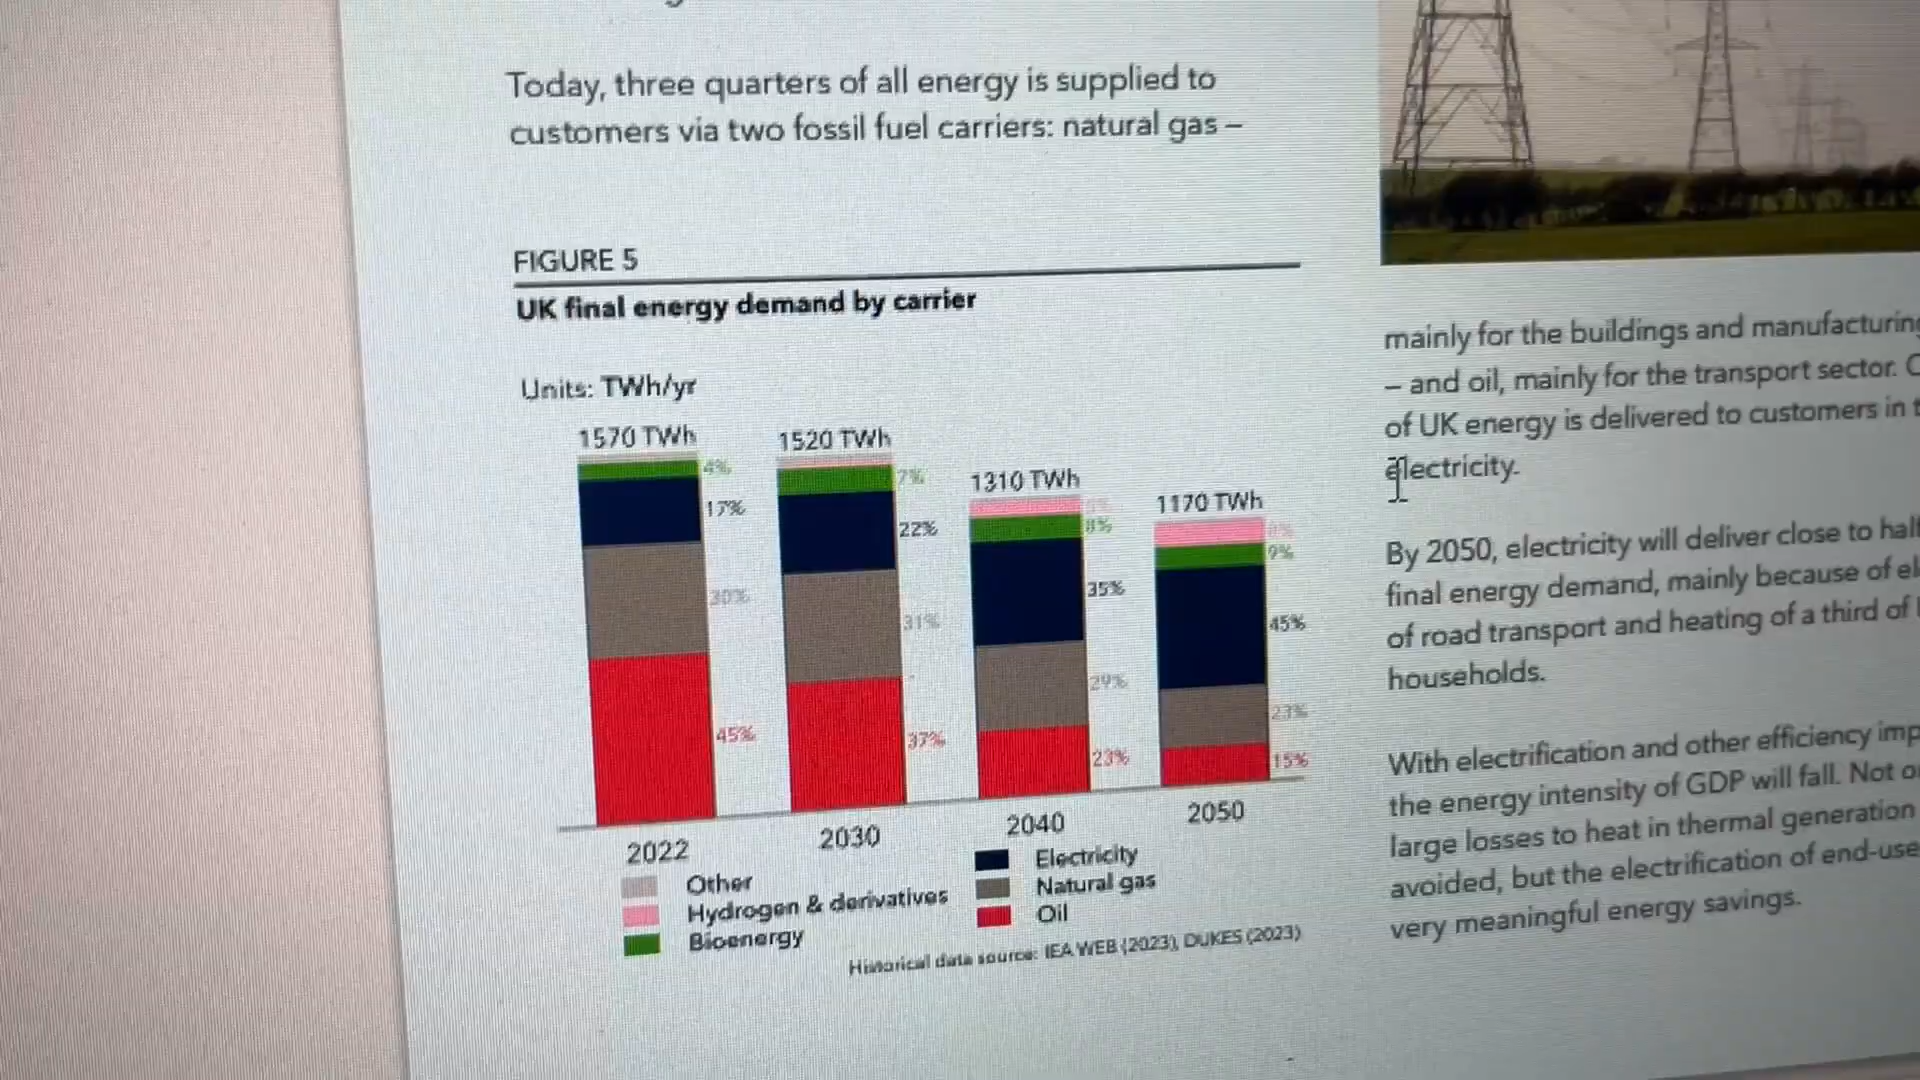 Today, three quarters of all energy is supplied to
customers via two fossil fuel carriers: natural gas –
FIGURE 5
UK final energy demand by carrier
Units: TWh/yr
1570 TWh
4%
17%
30%
45%
2022
1520 TWh
7%
22%
31%
37%
2030
1310 TWh
8%
35%
29%
23%
2040
1170 TWh
9%
45%
23%
15%
2050
Other
Hydrogen & derivatives
Bioenergy
Electricity
Natural gas
Oil
Historical data source: IEA WEB (2023), DUKES (2023)
mainly for the buildings and manufacturing
– and oil, mainly for the transport sector.
of UK energy is delivered to customers in
electricity.
By 2050, electricity will deliver close to half
final energy demand, mainly because of
of road transport and heating of a third of
households.
With electrification and other efficiency
the energy intensity of GDP will fall. Not
large losses to heat in thermal generation
avoided, but the electrification of end-use
very meaningful energy savings.